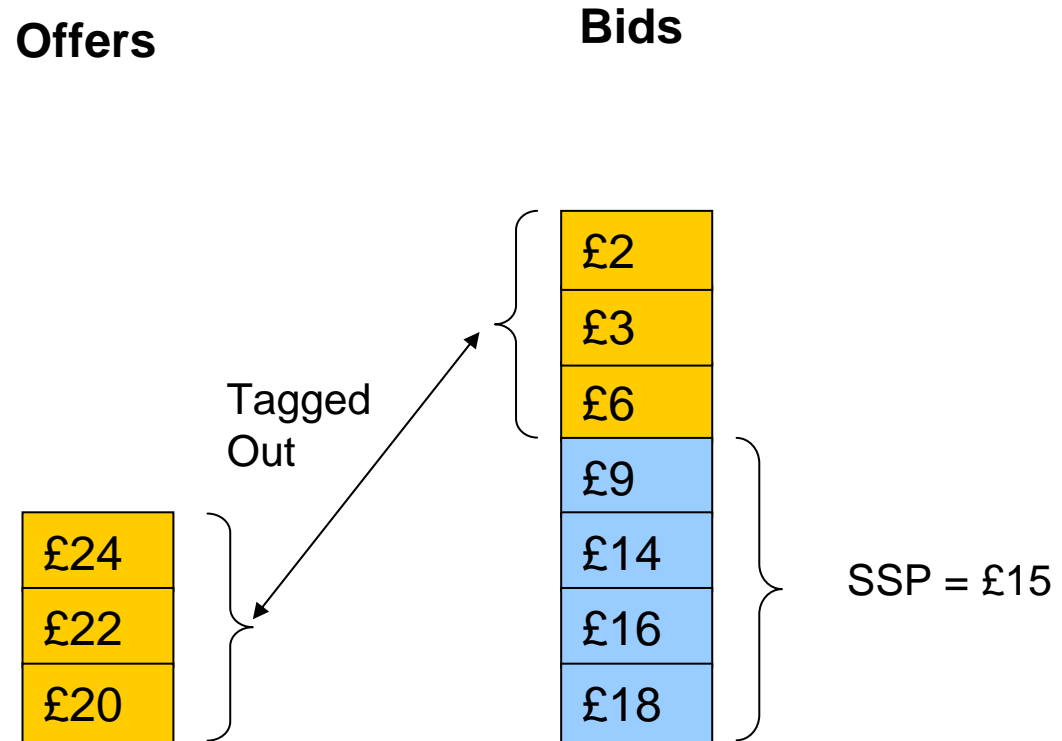 Offers
Bids
£2
£3
£6
Tagged
Out
£9
£24
£14
SSP = £15
£22
£16
£20
£18